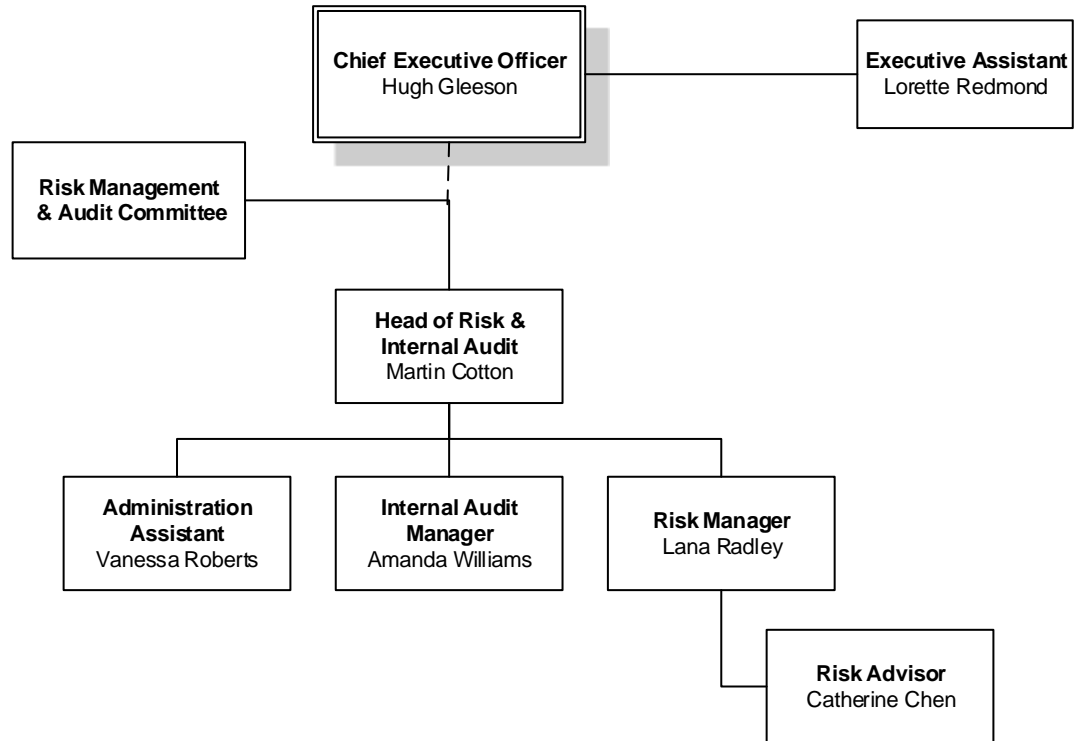 Chief Executive Officer
Hugh Gleeson
Executive Assistant
Lorette Redmond
Risk Management
& Audit Committee
Head of Risk &
Internal Audit
Martin Cotton
Administration
Assistant
Vanessa Roberts
Internal Audit
Manager
Amanda Williams
Risk Manager
Lana Radley
Risk Advisor
Catherine Chen